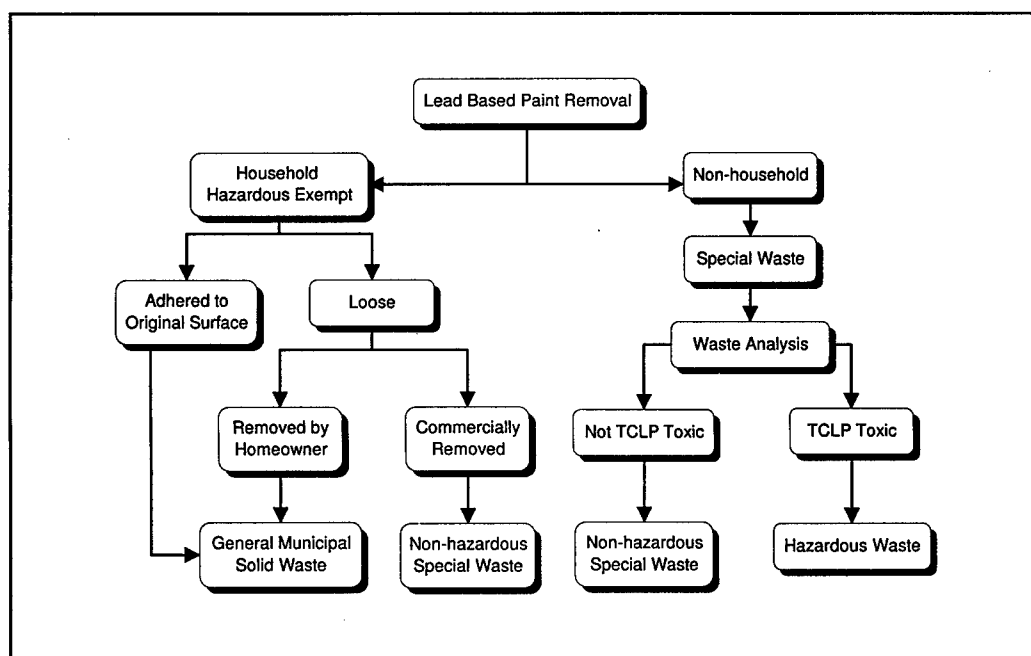 Lead Based Paint Removal
Household
Hazardous Exempt
Non-household
Special Waste
Adhered to
Original Surface
Loose
Waste Analysis
Removed by
Homeowner
Commercially
Removed
Not TCLP Toxic
TCLP Toxic
General Municipal
Solid Waste
Non-hazardous
Special Waste
Non-hazardous
Special Waste
Hazardous Waste